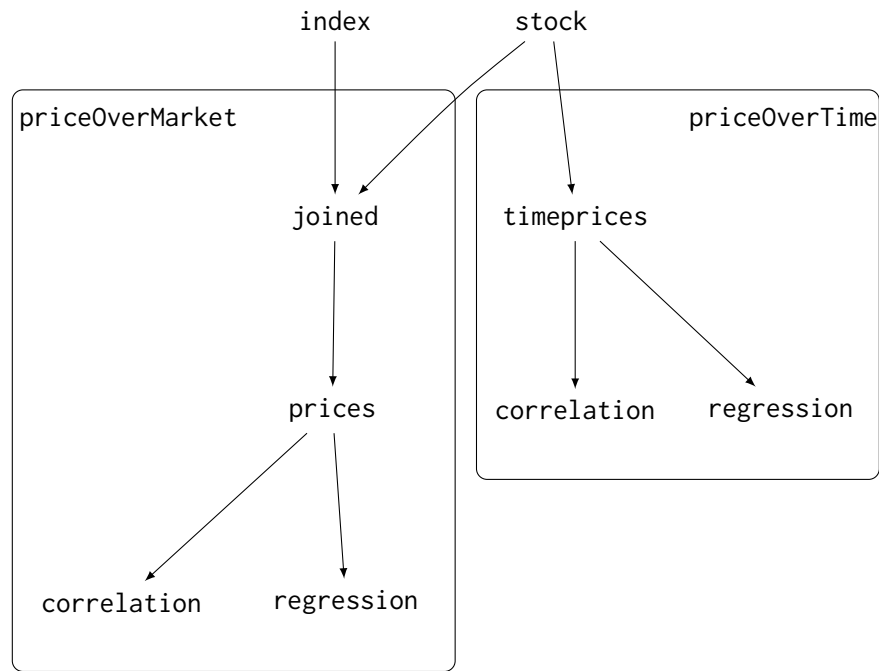 index
stock
priceOverMarket
priceOverTime
joined
timeprices
prices
correlation
regression
correlation
regression